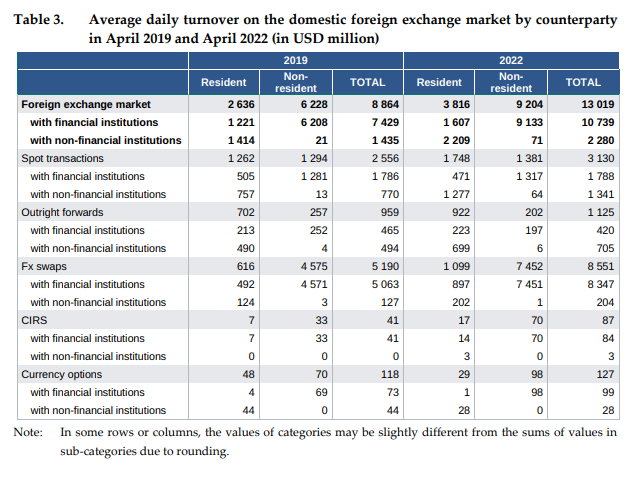 Table 3. Average daily turnover on the domestic foreign exchange market by counterparty
in April 2019 and April 2022 (in USD million)
2019 2022
Resident Non-resident TOTAL Resident Non-resident TOTAL
Foreign exchange market 2 636 6 228 8 864 3 816 9 204 13 019
with financial institutions 1 221 6 208 7 429 1 607 9 133 10 739
with non-financial institutions 1 414 21 1 435 2 209 71 2 280
Spot transactions 1 262 1 294 2 556 1 748 1 381 3 130
with financial institutions 505 1 281 1 786 471 1 317 1 788
with non-financial institutions 757 13 770 1 277 64 1 341
Outright forwards 702 257 959 922 202 1 125
with financial institutions 213 252 465 223 197 420
with non-financial institutions 490 4 494 699 6 705
Fx swaps 616 4 575 5 190 1 099 7 452 8 551
with financial institutions 492 4 571 5 063 897 7 451 8 347
with non-financial institutions 124 3 127 202 1 204
CIRS 7 33 41 17 70 87
with financial institutions 7 33 41 14 70 84
with non-financial institutions 0 0 0 3 0 3
Currency options 48 70 118 29 98 127
with financial institutions 4 69 73 1 98 99
with non-financial institutions 44 0 44 28 0 28
Note: In some rows or columns, the values of categories may be slightly different from the sums of values in
sub-categories due to rounding.